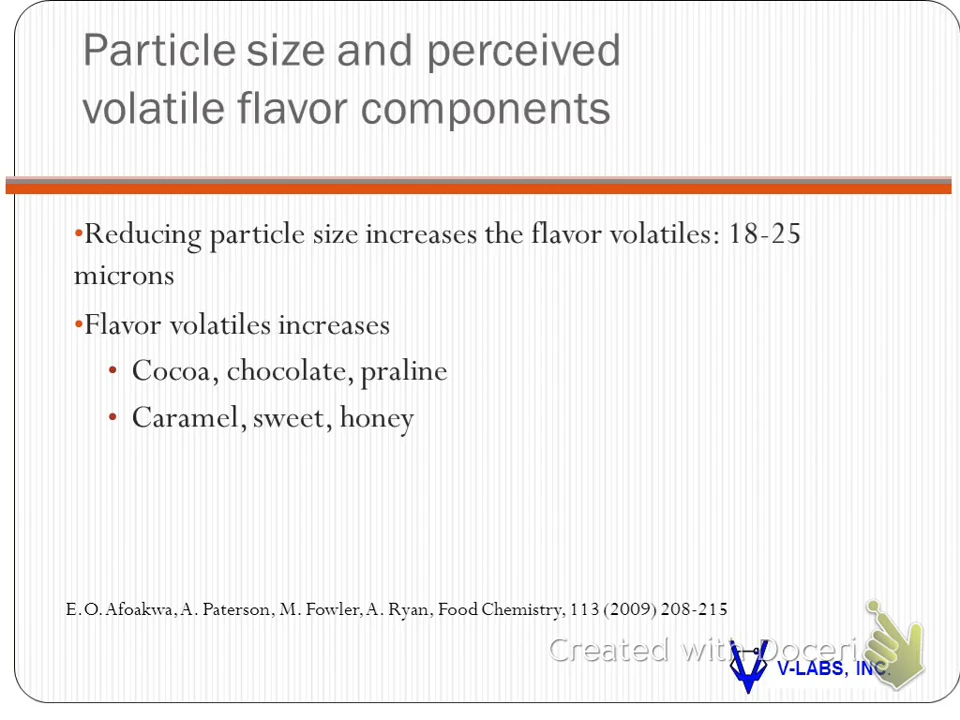 Particle size and perceived
volatile flavor components
•Reducing particle size increases the flavor volatiles: 18-25
microns
•Flavor volatiles increases
• Cocoa, chocolate, praline
• Caramel, sweet, honey
E.O. Afoakwa, A. Paterson, M. Fowler, A. Ryan, Food Chemistry, 113 (2009) 208-215
Created with Doceri
V-LABS, INC.